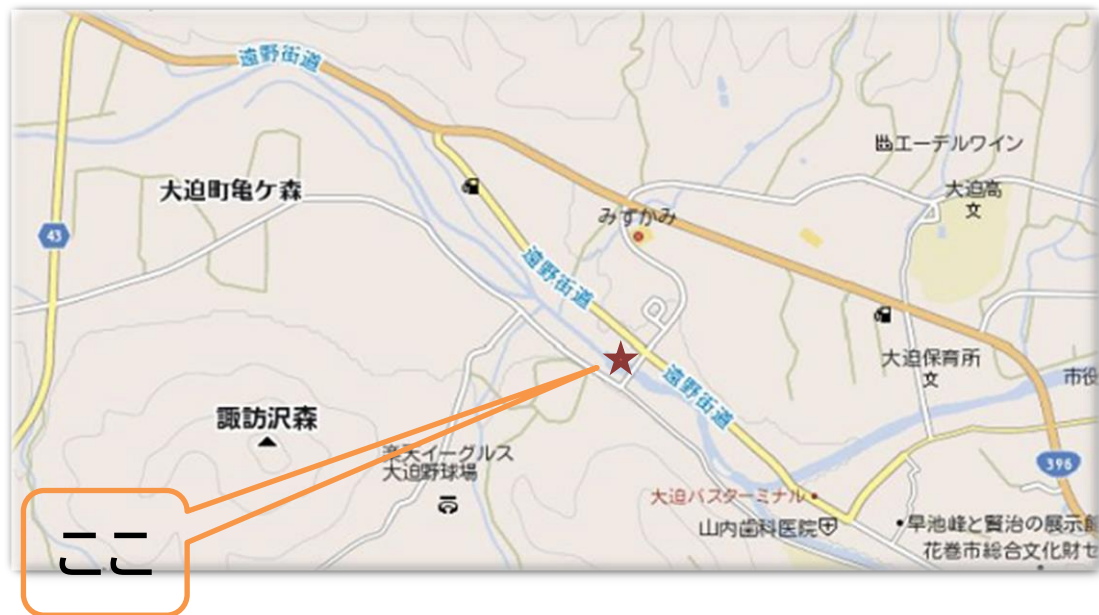 遠野街道
エーデルワイン
大迫町亀ケ森
大迫高
文
みずかみ
43
遠野街道
大迫保育所
文
市役
遠野街道
諏訪沢森
楽天イーグルス
大迫野球場
396
大迫バスターミナル
山内歯科医院
早池峰と賢治の展示館
花巻市総合文化財セ
ここ